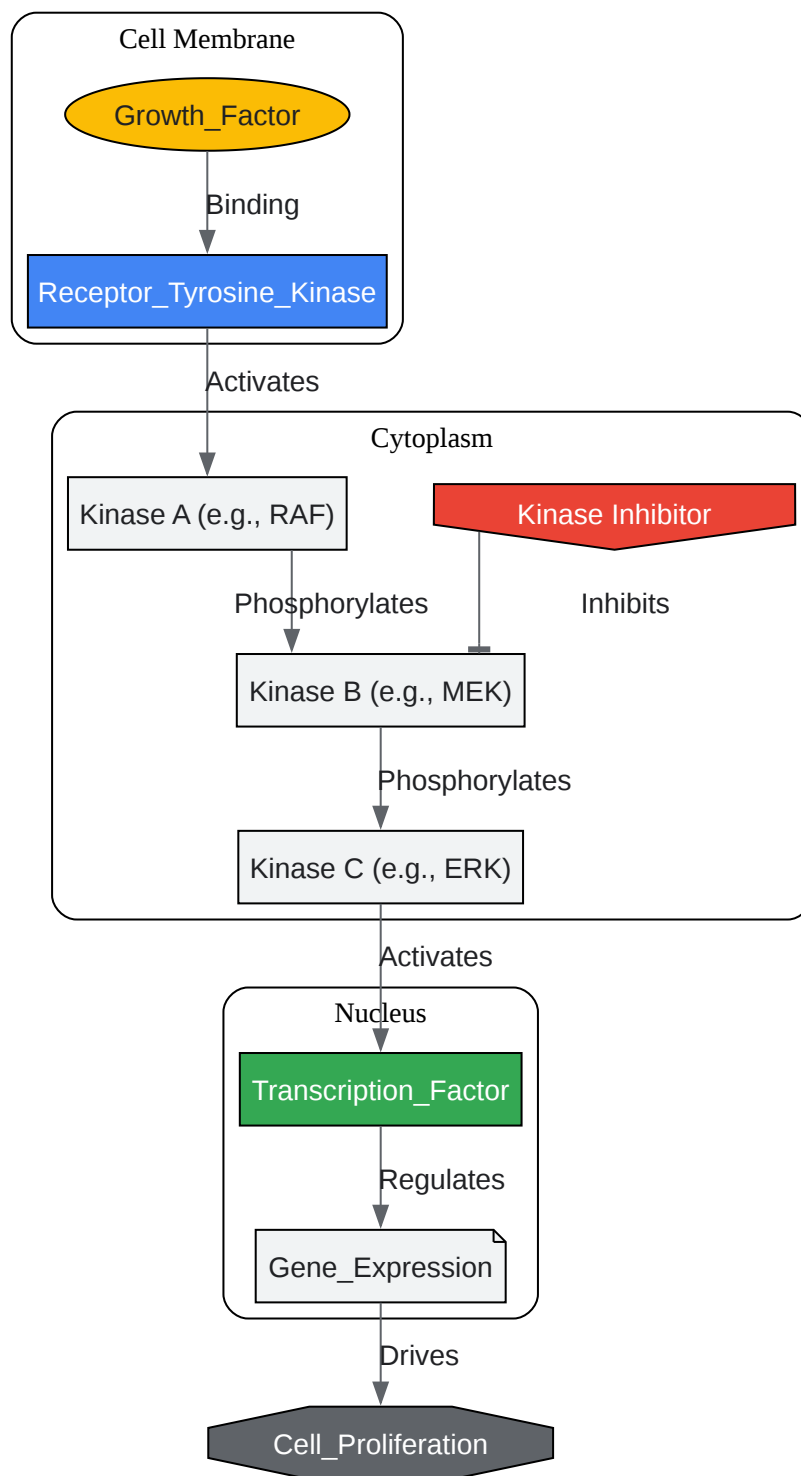 Cell Membrane
Growth_Factor
Binding
Receptor_Tyrosine_Kinase
Activates
Cytoplasm
Kinase A (e.g., RAF)
Kinase Inhibitor
Phosphorylates
Inhibits
Kinase B (e.g., MEK)
Phosphorylates
Kinase C (e.g., ERK)
Activates
Nucleus
Transcription_Factor
Regulates
Gene_Expression
Drives
Cell_Proliferation